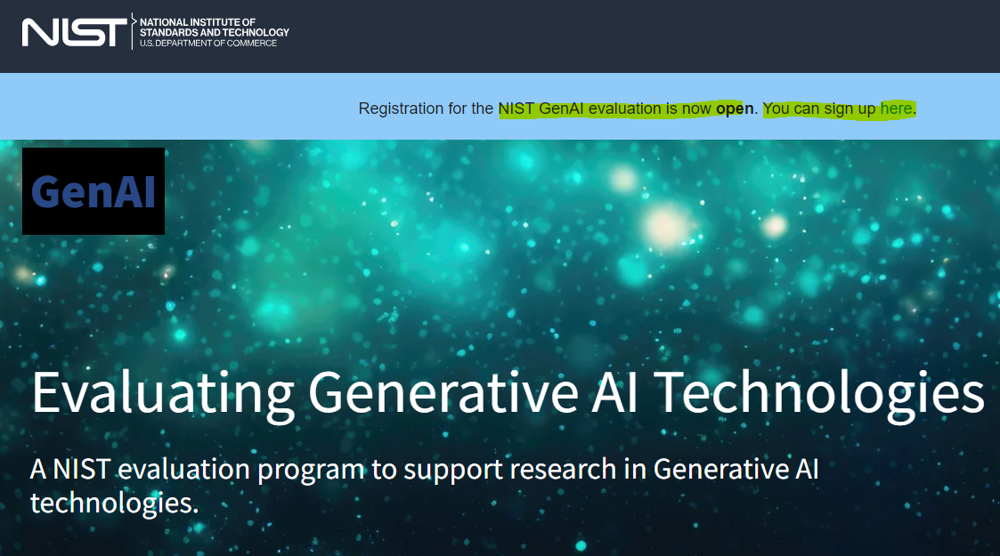 NIST
NATIONAL INSTITUTE OF
STANDARDS AND TECHNOLOGY
U.S. DEPARTMENT OF COMMERCE
Registration for the NIST GenAI evaluation is now open. You can sign up here.
GenAI
Evaluating Generative AI Technologies
A NIST evaluation program to support research in Generative AI
technologies.